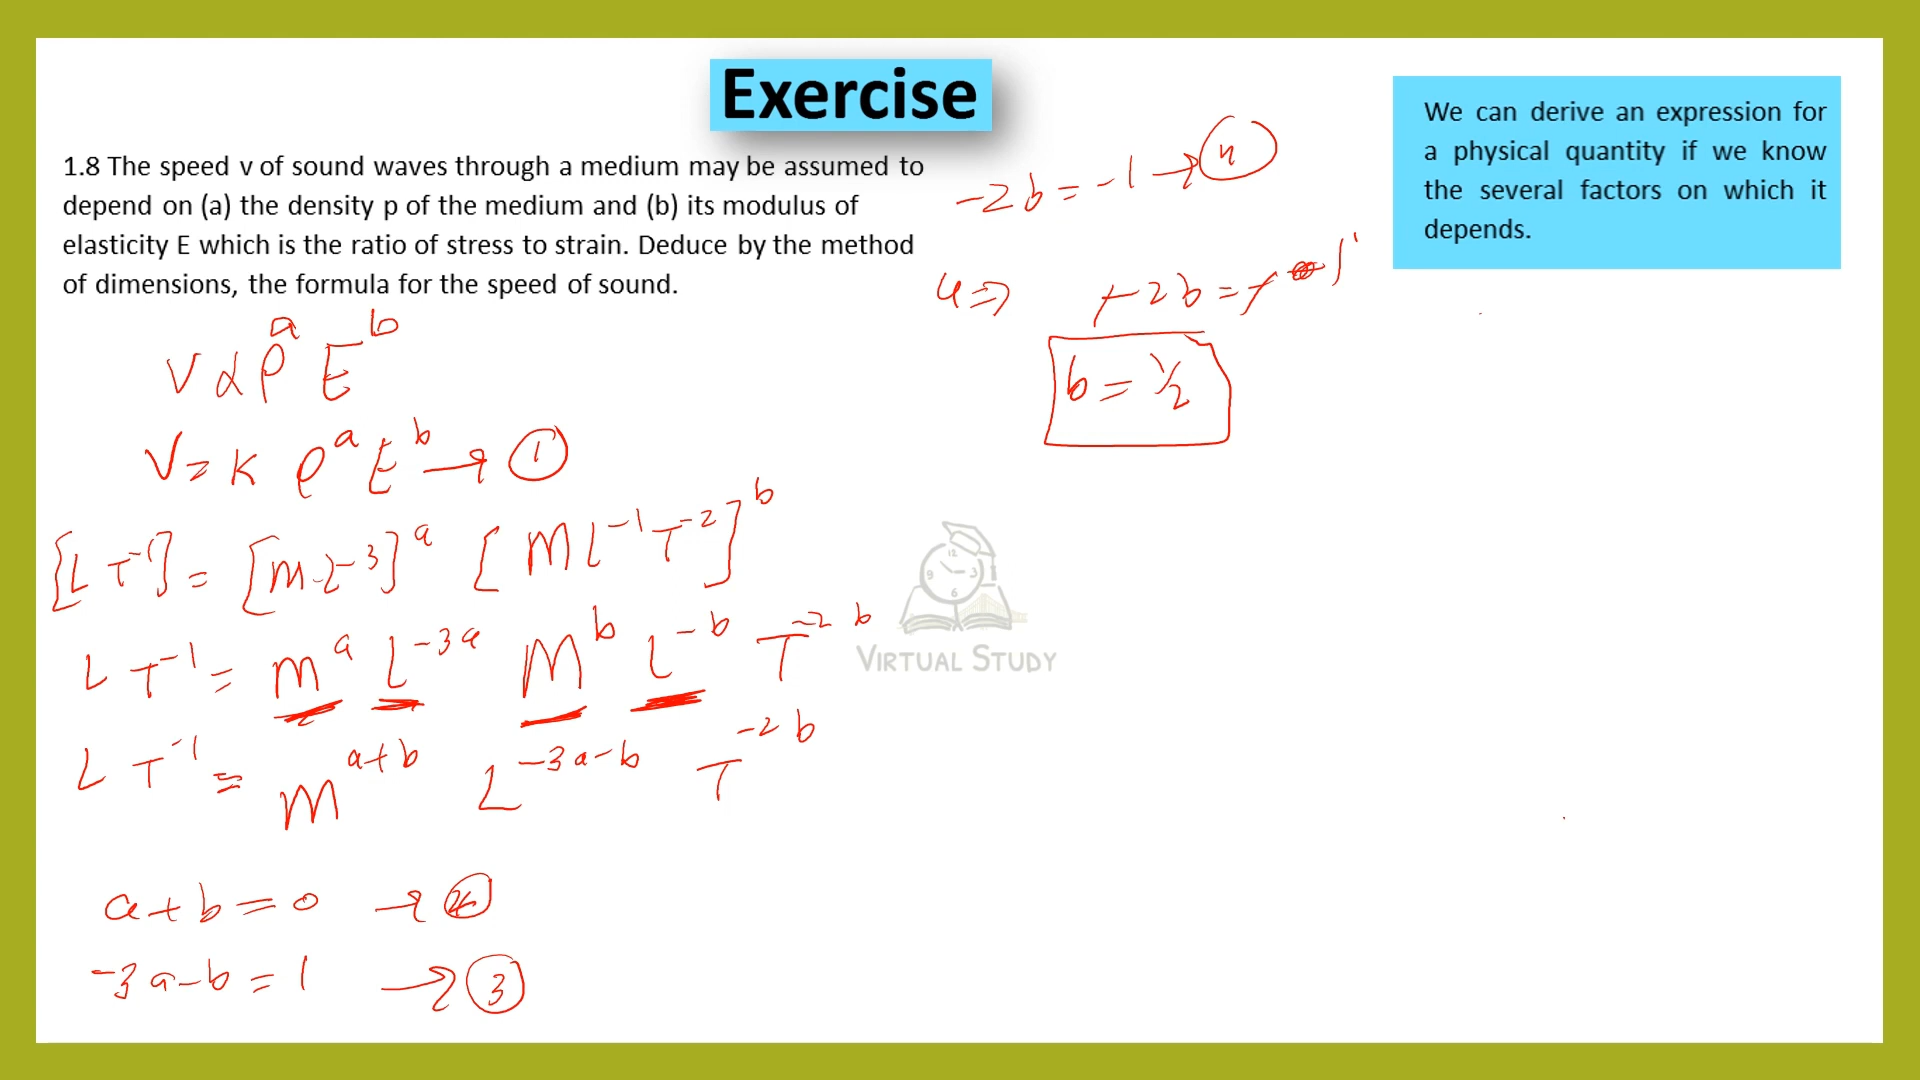 Exercise
1.8 The speed v of sound waves through a medium may be assumed to
depend on (a) the density p of the medium and (b) its modulus of
elasticity E which is the ratio of stress to strain. Deduce by the method
of dimensions, the formula for the speed of sound.
We can derive an expression for
a physical quantity if we know
the several factors on which it
depends.
V α ρ^a E^b
V = K ρ^a E^b → ①
[L T^-1] = [M L^-3]^a [M L^-1 T^-2]^b
L T^-1 = M^a L^-3a M^b L^-b T^-2b
L T^-1 = M^a+b L^-3a-b T^-2b
a + b = 0 → ②
-3a - b = 1 → ③
-2b = -1 → ④
4 ⇒ -2b = -1
b = 1/2
12
9 3
6
VIRTUAL STUDY